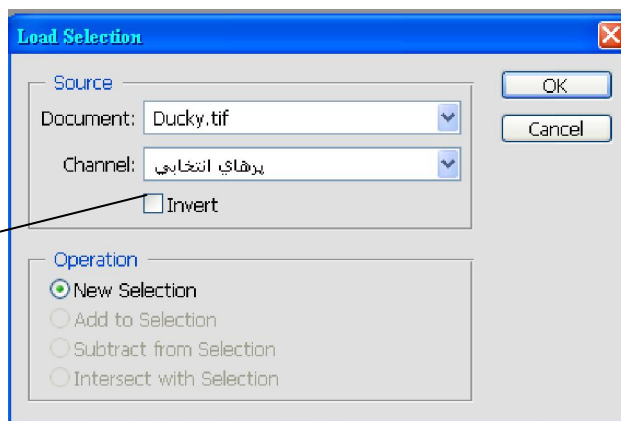 Load Selection
Source
OK
Document: Ducky.tif
Cancel
Channel: پرهاي انتخابي
Invert
Operation
New Selection
Add to Selection
Subtract from Selection
Intersect with Selection